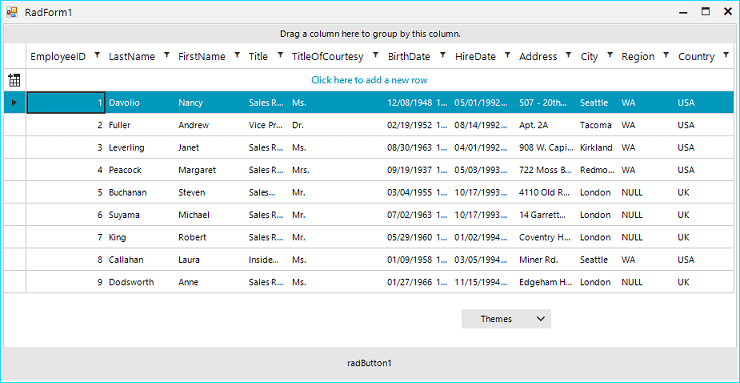 RadForm1
Drag a column here to group by this column.
EmployeeID LastName FirstName Title TitleOfCourtesy BirthDate HireDate Address City Region Country
Click here to add a new row
1 Davolio Nancy Sales R... Ms. 12/08/1948 1... 05/01/1992... 507 - 20th... Seattle WA USA
2 Fuller Andrew Vice Pr... Dr. 02/19/1952 1... 08/14/1992... Apt. 2A Tacoma WA USA
3 Leverling Janet Sales R... Ms. 08/30/1963 1... 04/01/1992... 908 W. Capi... Kirkland WA USA
4 Peacock Margaret Sales R... Mrs. 09/19/1937 1... 05/03/1993... 722 Moss B... Redmo... WA USA
5 Buchanan Steven Sales... Mr. 03/04/1955 1... 10/17/1993... 4110 Old R... London NULL UK
6 Suyama Michael Sales R... Mr. 07/02/1963 1... 10/17/1993... 14 Garrett... London NULL UK
7 King Robert Sales R... Mr. 05/29/1960 1... 01/02/1994... Coventry H... London NULL UK
8 Callahan Laura Inside... Ms. 01/09/1958 1... 03/05/1994... Miner Rd. Seattle WA USA
9 Dodsworth Anne Sales R... Ms. 01/27/1966 1... 11/15/1994... Edgeham H... London NULL UK
Themes
radButton1